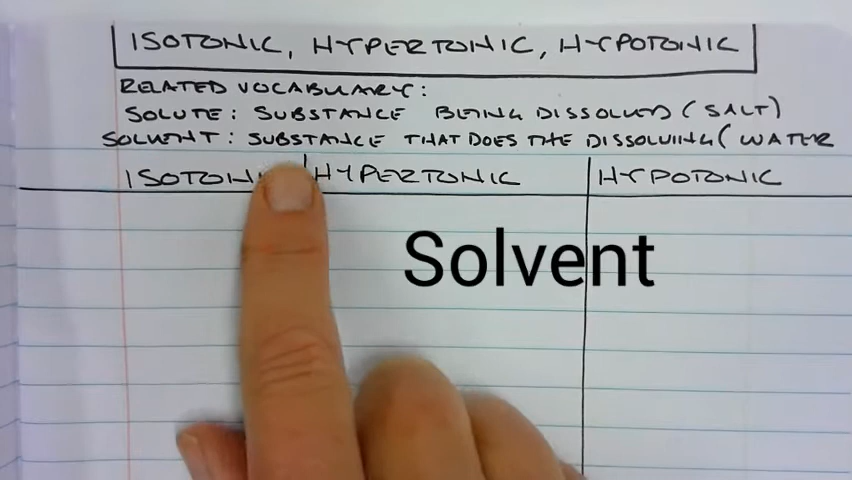 ISOTONIC, HYPERTONIC, HYPOTONIC
RELATED VOCABULARY:
SOLUTE: SUBSTANCE BEING DISSOLVED (SALT)
SOLVENT: SUBSTANCE THAT DOES THE DISSOLVING (WATER
ISOTONI HYPERTONIC HYPOTONIC
Solvent